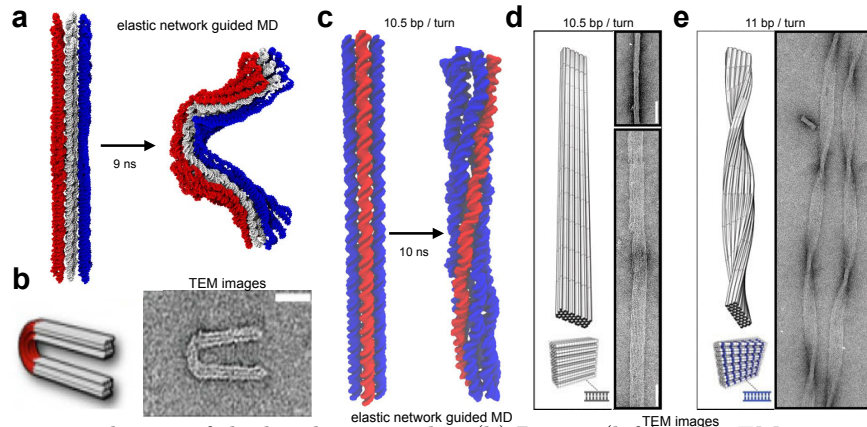 a
elastic network guided MD
9 ns
b
TEM images
c
10.5 bp / turn
10 ns
elastic network guided MD
d
10.5 bp / turn
e
11 bp / turn
TEM images